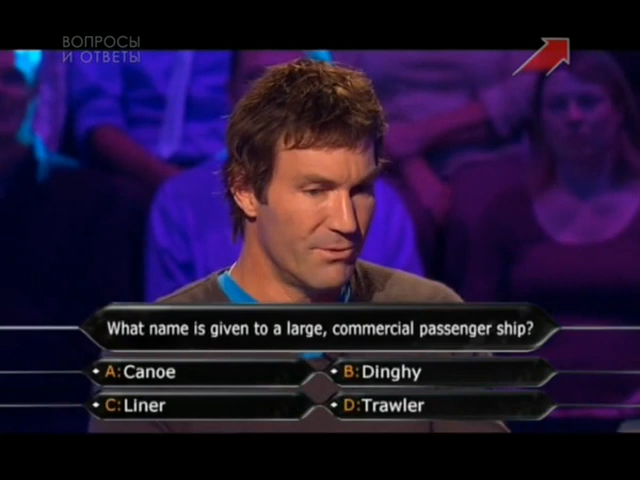 ВОПРОСЫ
И ОТВЕТЫ
What name is given to a large, commercial passenger ship?
A: Canoe
B: Dinghy
C: Liner
D: Trawler